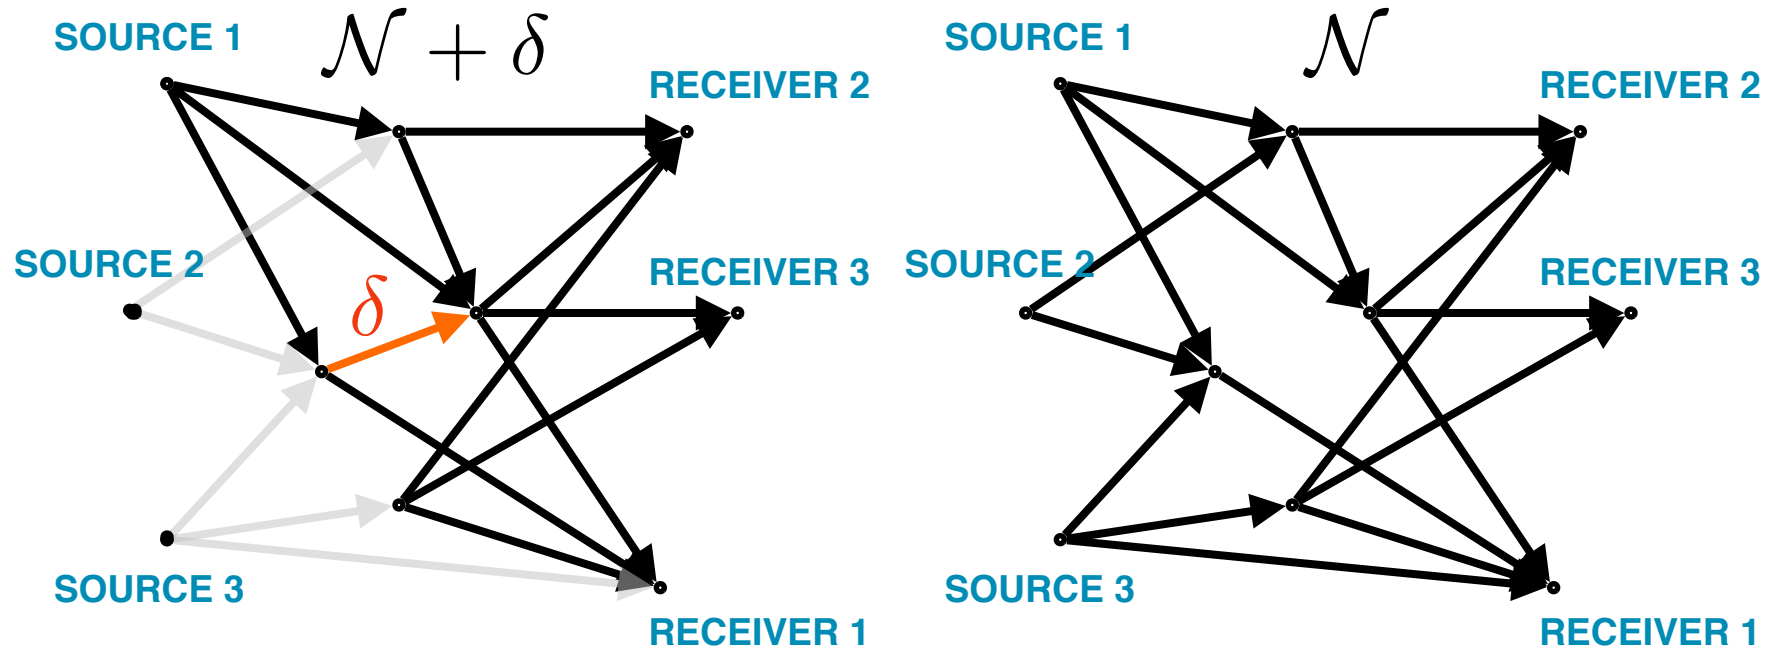 SOURCE 1
𝒩 + δ
RECEIVER 2
SOURCE 2
RECEIVER 3
δ
SOURCE 3
RECEIVER 1
SOURCE 1
𝒩
RECEIVER 2
SOURCE 2
RECEIVER 3
SOURCE 3
RECEIVER 1